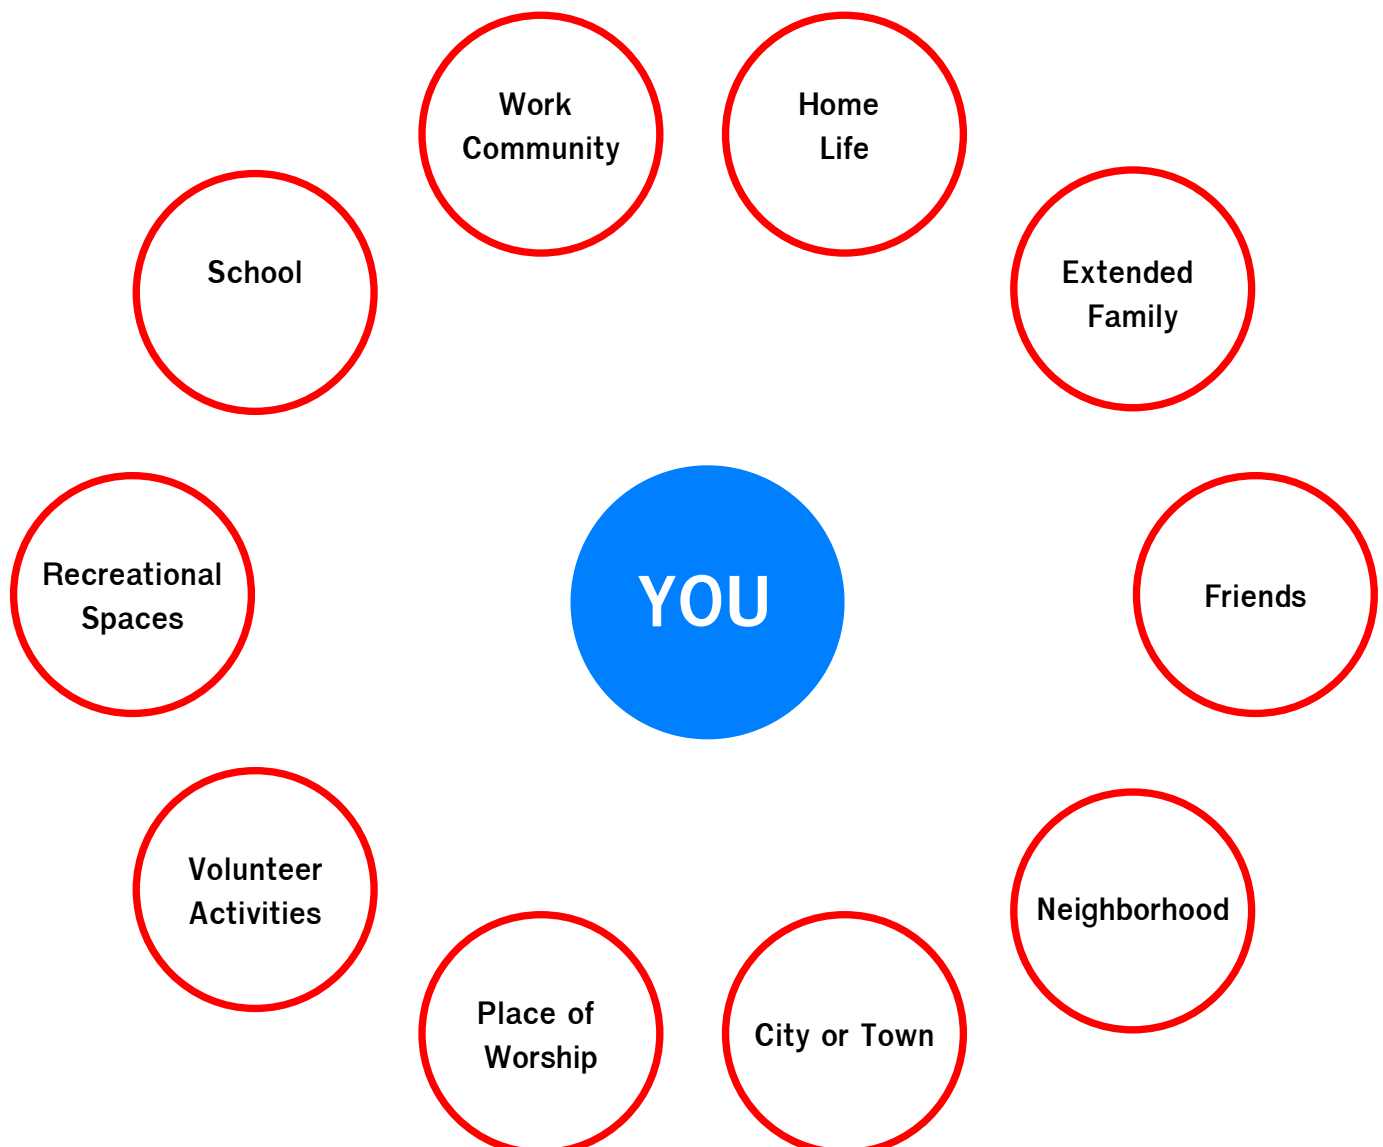 Work
Community
Home
Life
School
Extended
Family
Recreational
Spaces
YOU
Friends
Volunteer
Activities
Neighborhood
Place of
Worship
City or Town